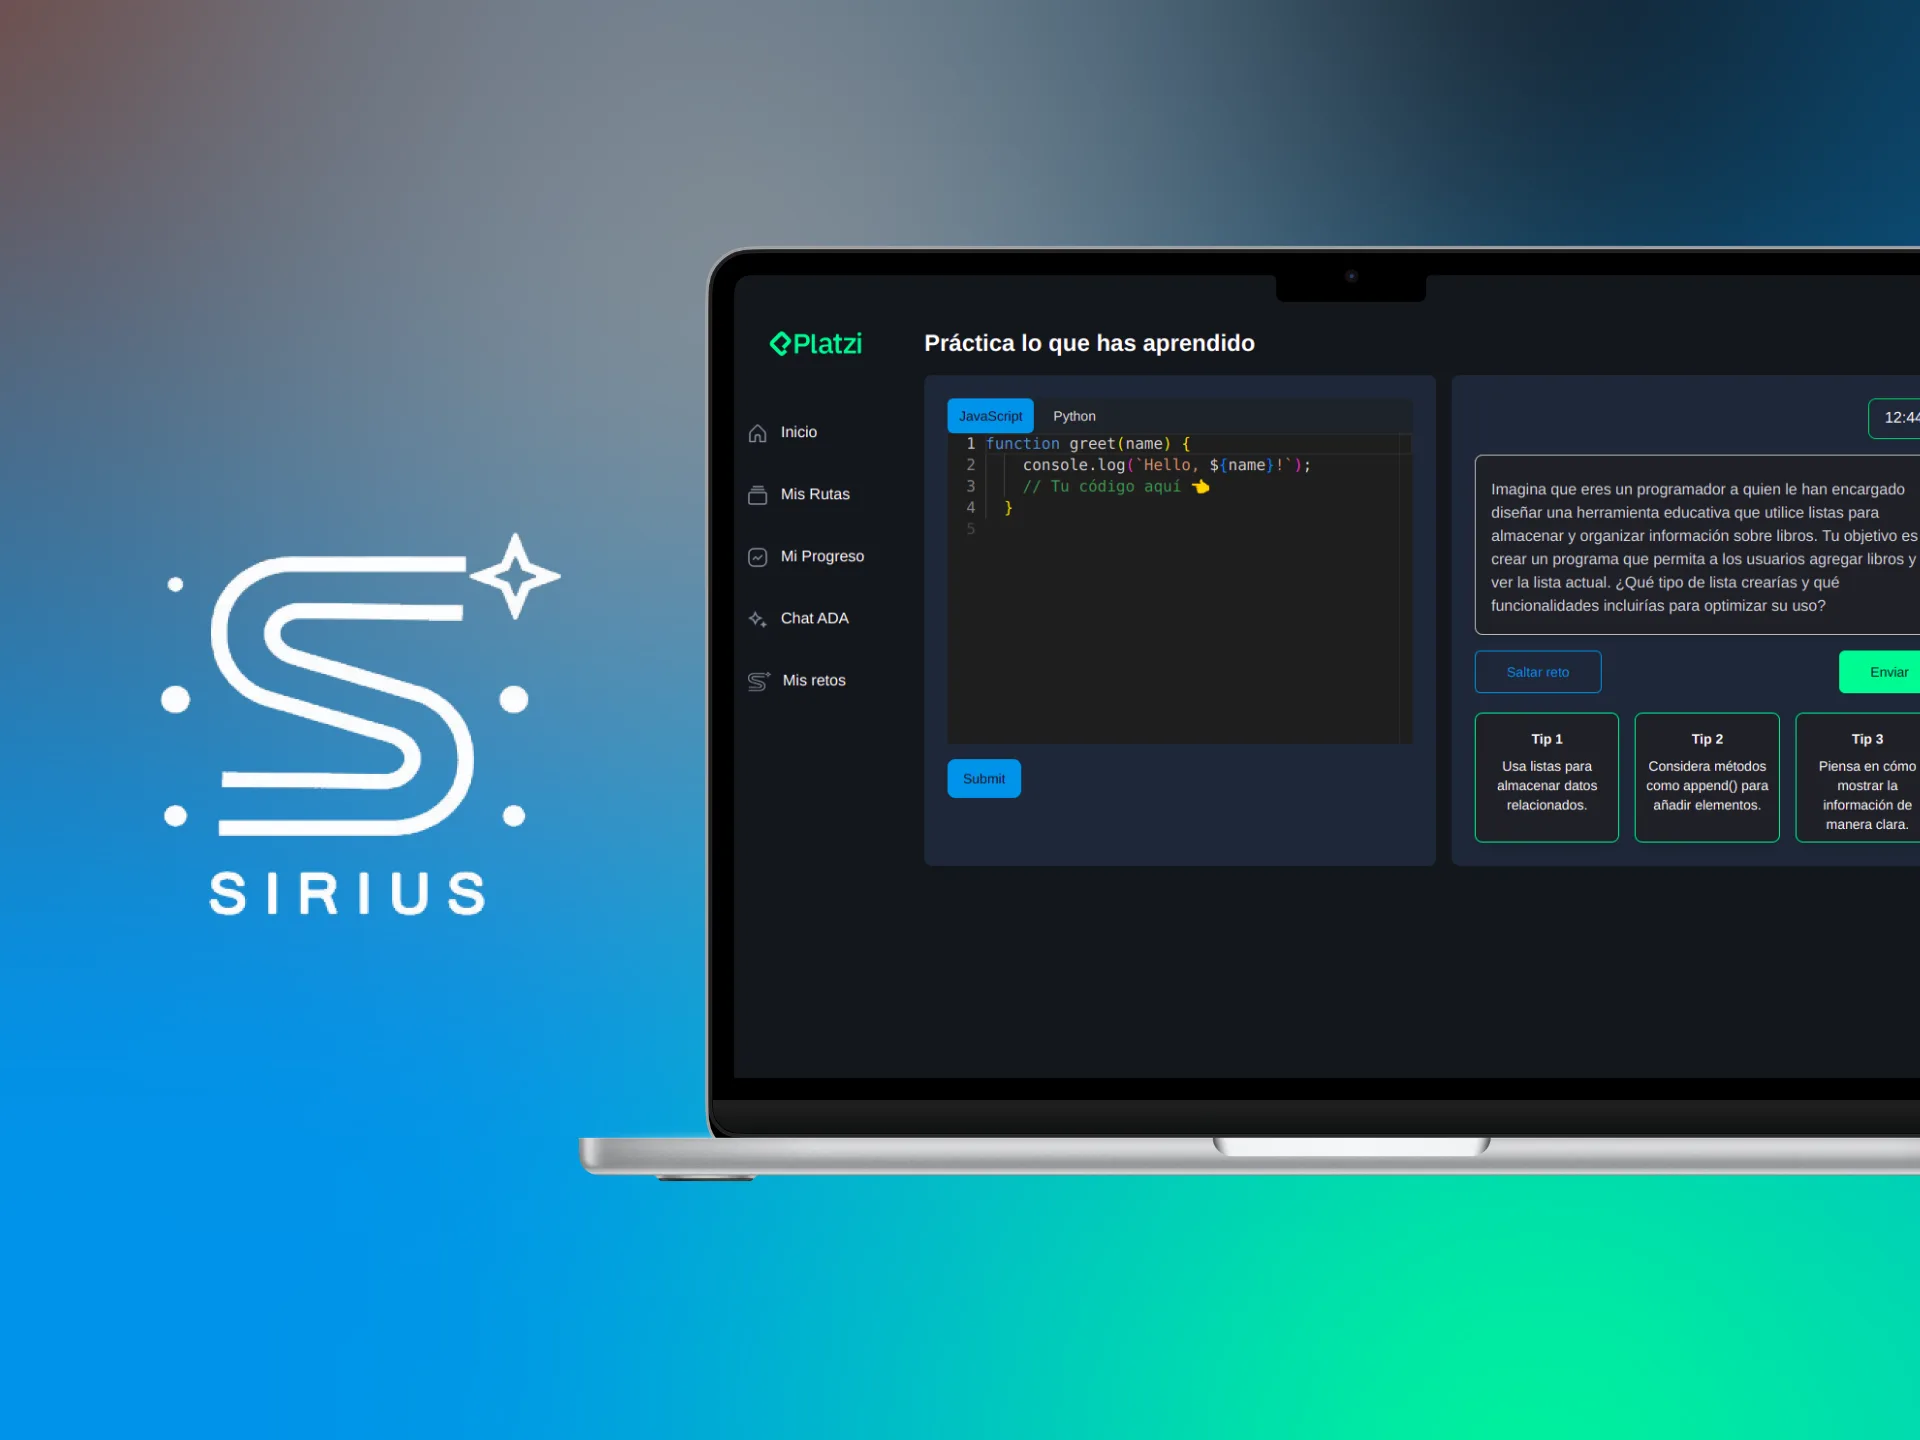 SIRIUS
Platzi
Inicio
Mis Rutas
Mi Progreso
Chat ADA
Mis retos
Práctica lo que has aprendido
JavaScript Python
1 function greet(name) {
2 console.log(`Hello, ${name}!`);
3 // Tu código aquí 👈
4 }
5
Submit
12:44
Imagina que eres un programador a quien le han encargado
diseñar una herramienta educativa que utilice listas para
almacenar y organizar información sobre libros. Tu objetivo es
crear un programa que permita a los usuarios agregar libros y
ver la lista actual. ¿Qué tipo de lista crearías y qué
funcionalidades incluirías para optimizar su uso?
Saltar reto Enviar
Tip 1
Usa listas para
almacenar datos
relacionados.
Tip 2
Considera métodos
como append() para
añadir elementos.
Tip 3
Piensa en cómo
mostrar la
información de
manera clara.